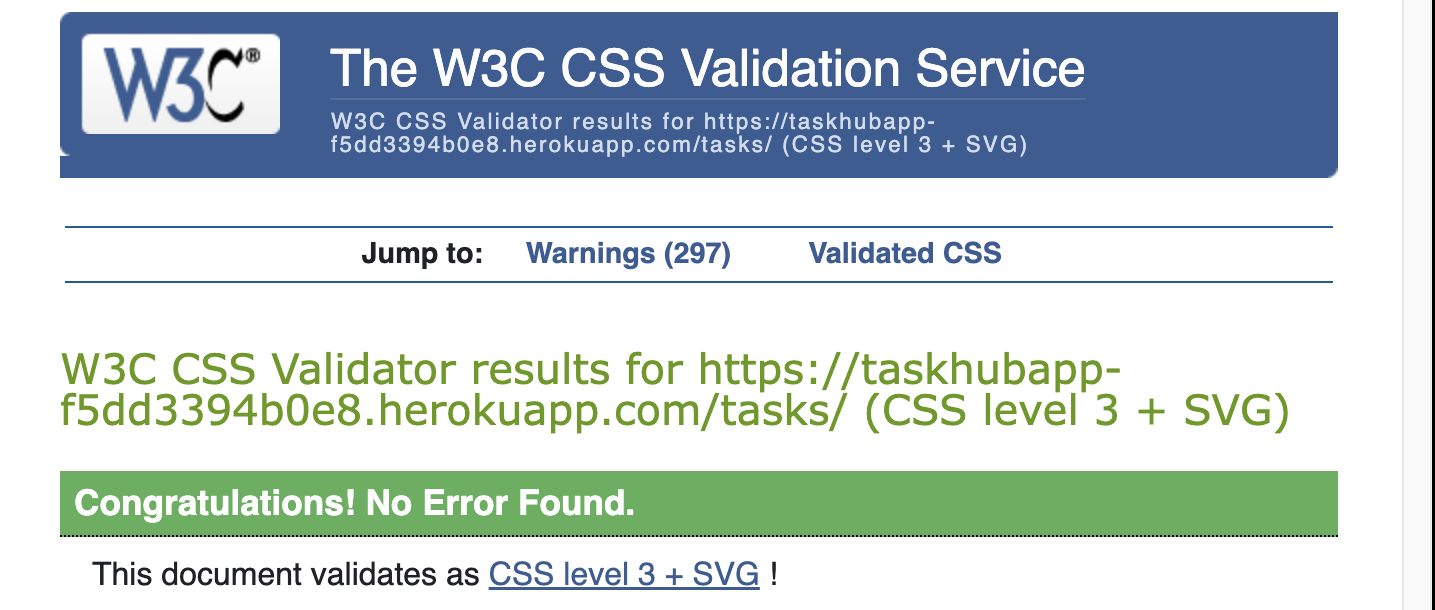 W3C®
The W3C CSS Validation Service
W3C CSS Validator results for https://taskhubapp-
f5dd3394b0e8.herokuapp.com/tasks/ (CSS level 3 + SVG)
Jump to: Warnings (297) Validated CSS
W3C CSS Validator results for https://taskhubapp-
f5dd3394b0e8.herokuapp.com/tasks/ (CSS level 3 + SVG)
Congratulations! No Error Found.
This document validates as CSS level 3 + SVG !